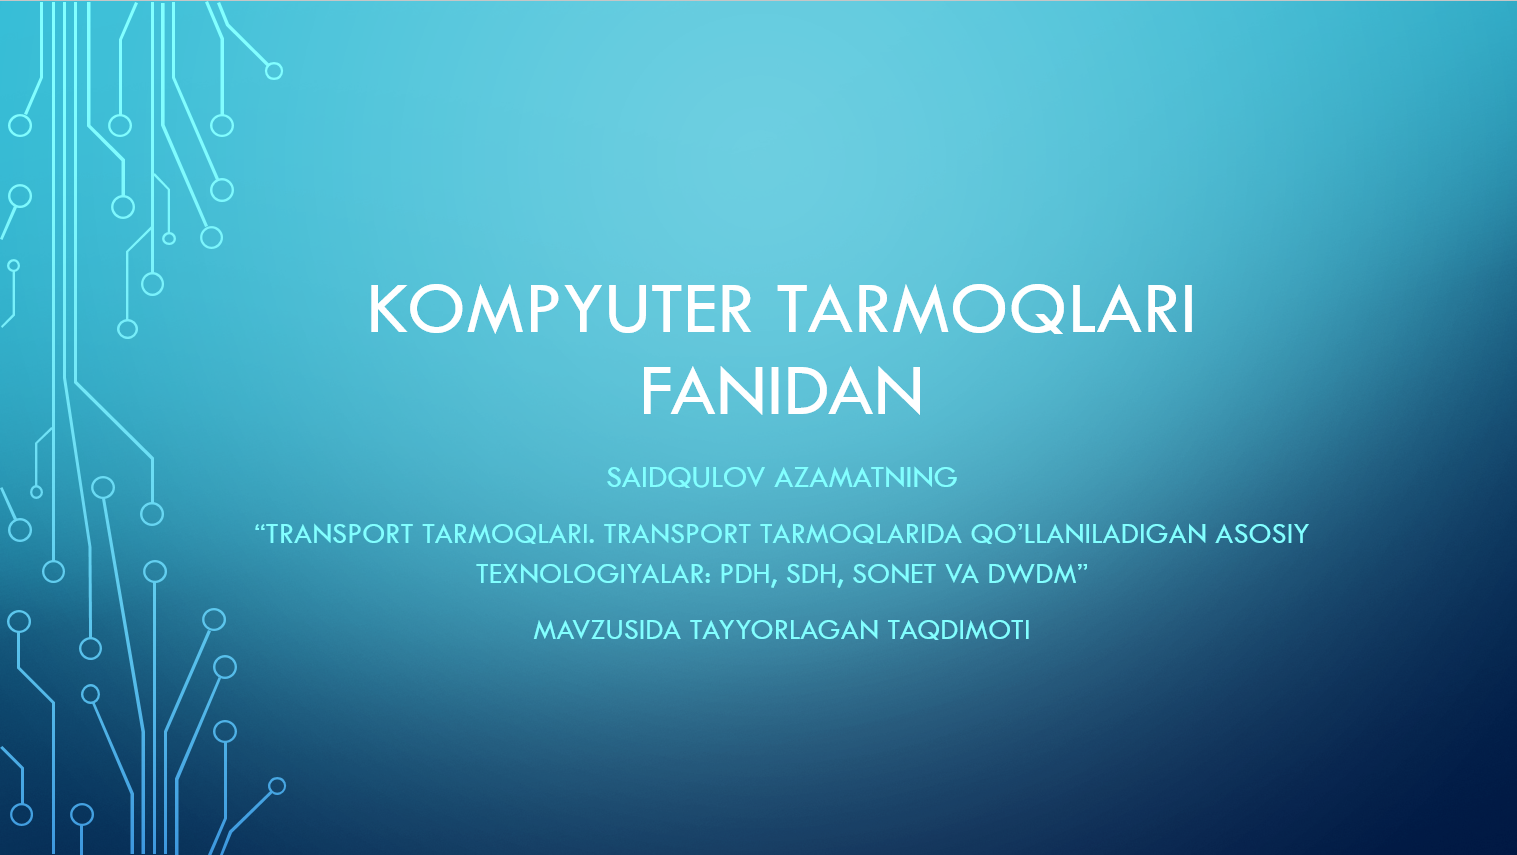 KOMPYUTER TARMOQLARI
FANIDAN
SAIDQULOV AZAMATNING
“TRANSPORT TARMOQLARI. TRANSPORT TARMOQLARIDA QO’LLANILADIGAN ASOSIY
TEXNOLOGIYALAR: PDH, SDH, SONET VA DWDM”
MAVZUSIDA TAYYORLAGAN TAQDIMOTI